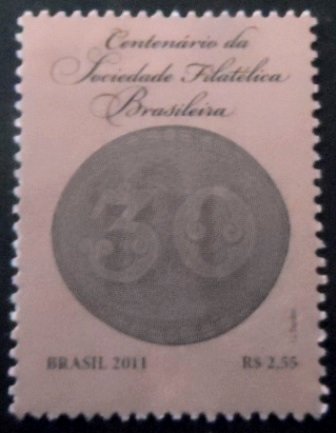 Centenário da
Sociedade Filatélica
Brasileira
30
BRASIL 2011 R$ 2,55